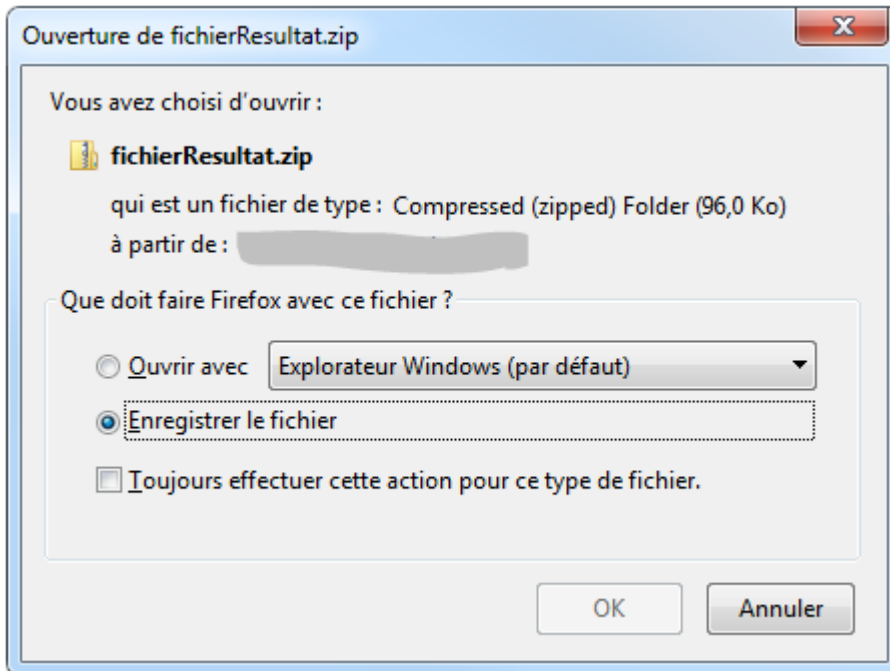 Ouverture de fichierResultat.zip
Vous avez choisi d'ouvrir :
fichierResultat.zip
qui est un fichier de type : Compressed (zipped) Folder (96,0 Ko)
à partir de :
Que doit faire Firefox avec ce fichier ?
Ouvrir avec Explorateur Windows (par défaut)
Enregistrer le fichier
Toujours effectuer cette action pour ce type de fichier.
OK Annuler